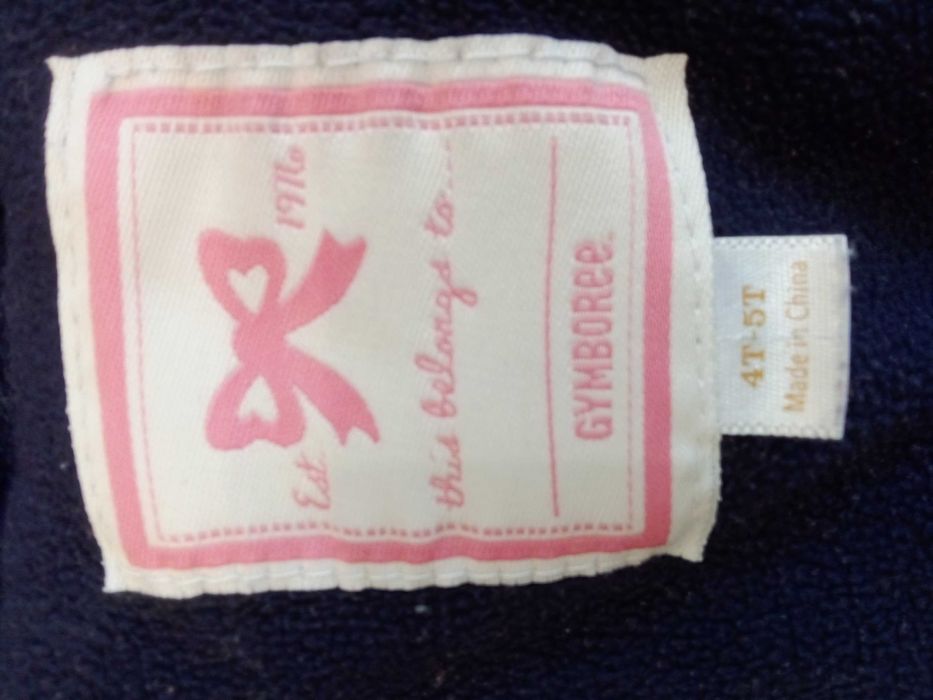 Est. 1976
this belongs to....
GYMBOREE
4T-5T
Made in China